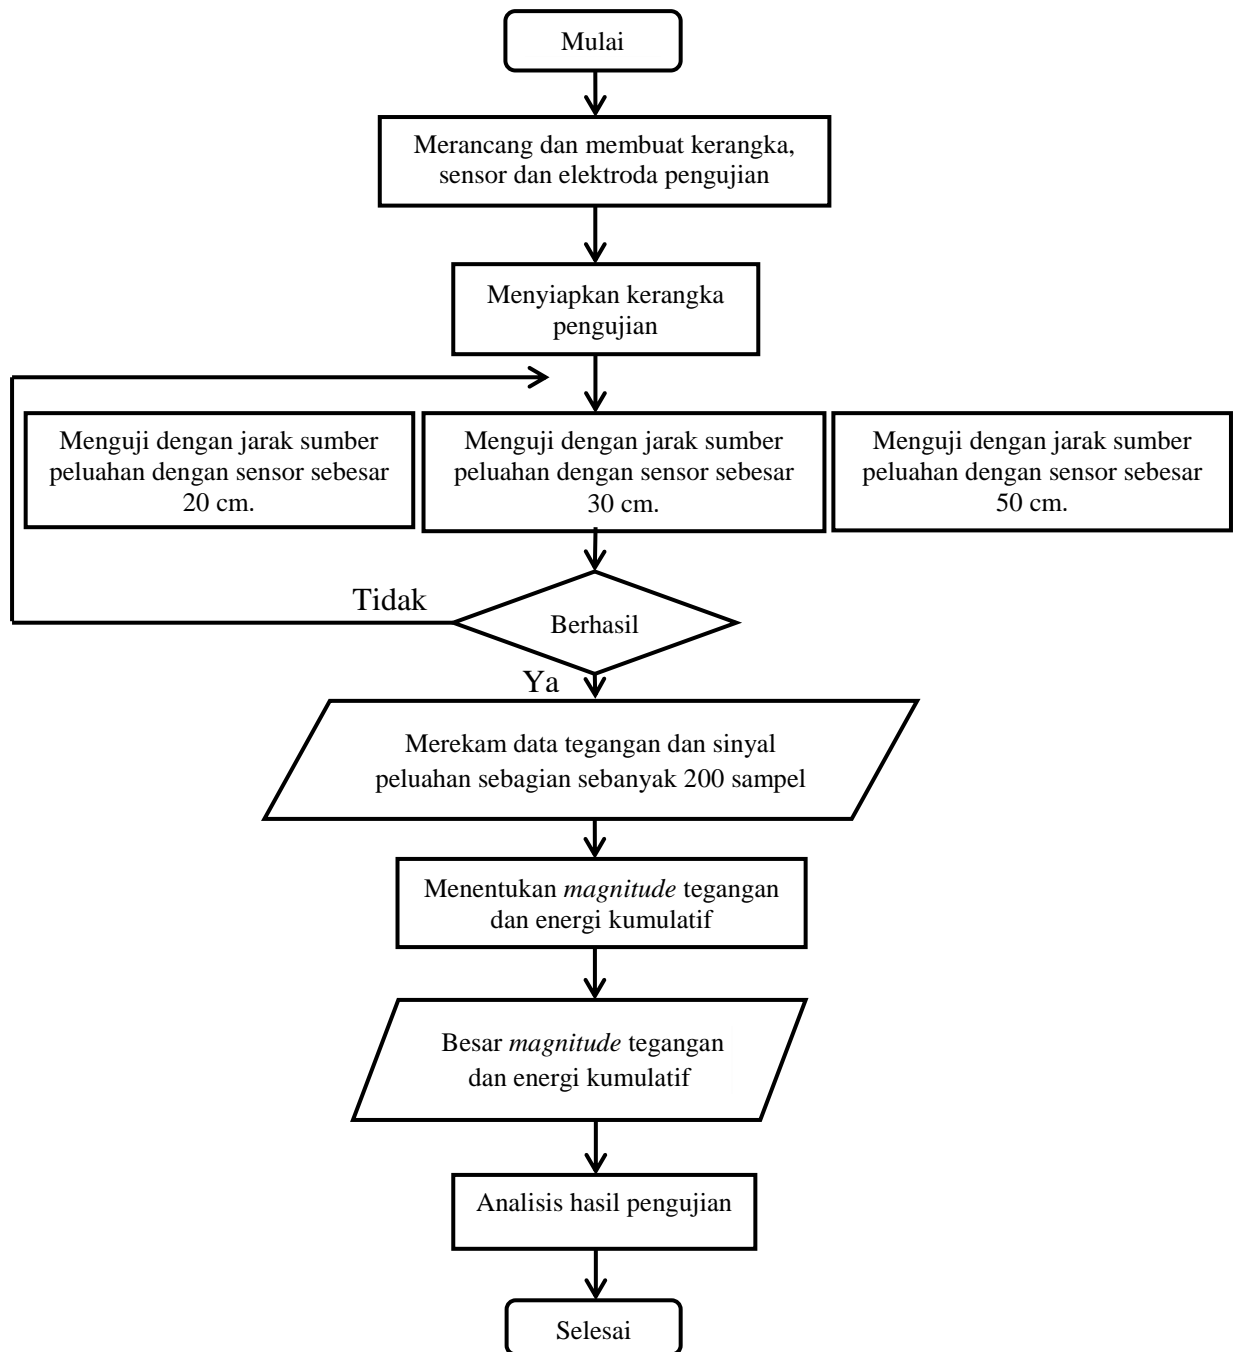 Mulai
Merancang dan membuat kerangka,
sensor dan elektroda pengujian
Menyiapkan kerangka
pengujian
Menguji dengan jarak sumber
peluahan dengan sensor sebesar
20 cm.
Menguji dengan jarak sumber
peluahan dengan sensor sebesar
30 cm.
Menguji dengan jarak sumber
peluahan dengan sensor sebesar
50 cm.
Tidak
Berhasil
Ya
Merekam data tegangan dan sinyal
peluahan sebagian sebanyak 200 sampel
Menentukan magnitude tegangan
dan energi kumulatif
Besar magnitude tegangan
dan energi kumulatif
Analisis hasil pengujian
Selesai